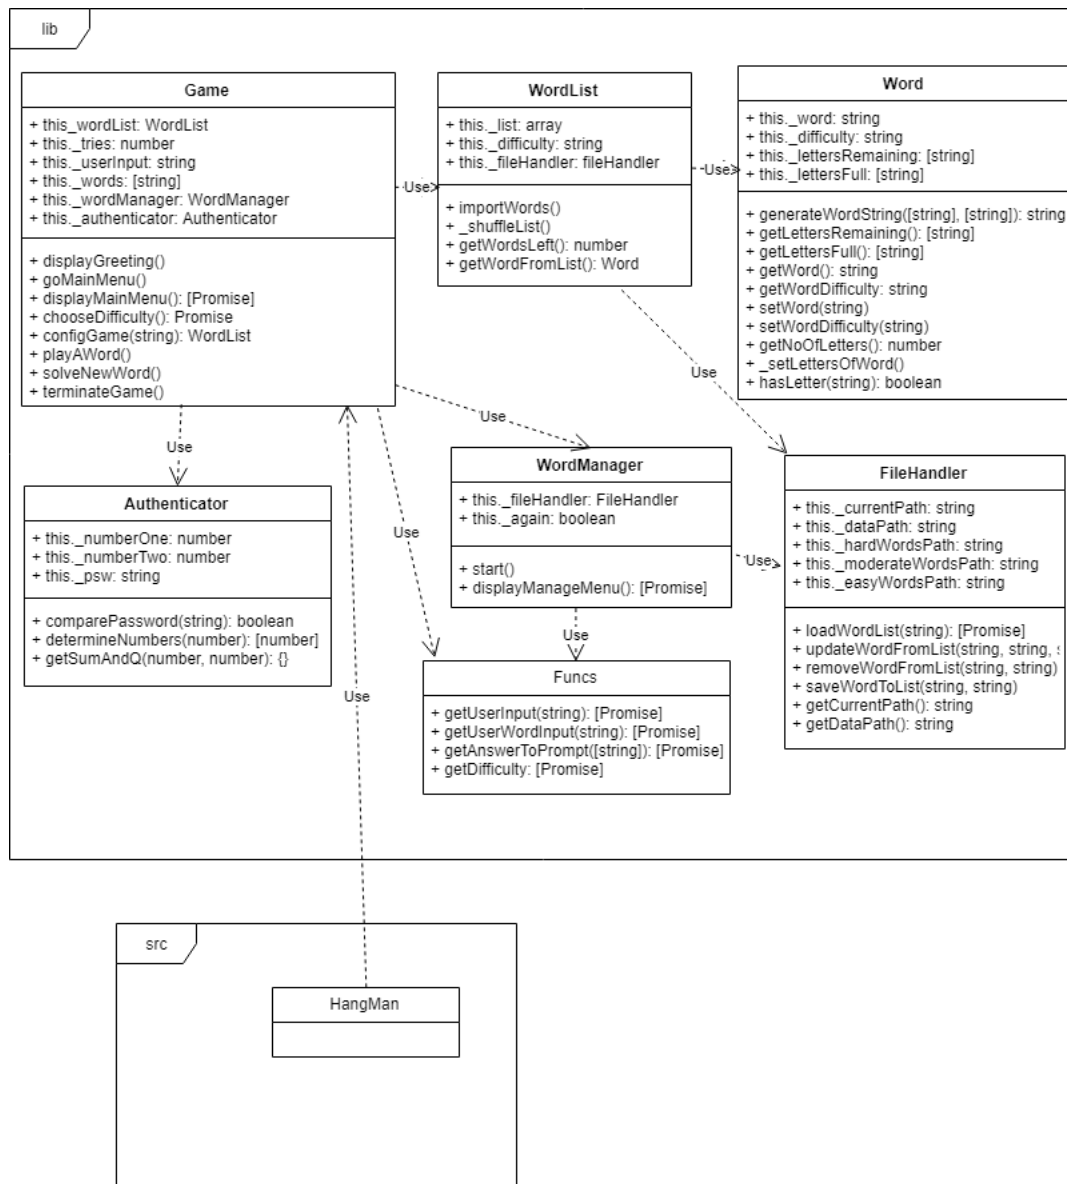 lib
Game
+ this_wordList: WordList
+ this._tries: number
+ this._userInput: string
+ this._words: [string]
+ this._wordManager: WordManager
+ this._authenticator: Authenticator
+ displayGreeting()
+ goMainMenu()
+ displayMainMenu(): [Promise]
+ chooseDifficulty(): Promise
+ configGame(string): WordList
+ playAWord()
+ solveNewWord()
+ terminateGame()
Use
WordList
+ this._list: array
+ this._difficulty: string
+ this._fileHandler: fileHandler
+ importWords()
+ _shuffleList()
+ getWordsLeft(): number
+ getWordFromList(): Word
Use
Word
+ this._word: string
+ this._difficulty: string
+ this._lettersRemaining: [string]
+ this._lettersFull: [string]
+ generateWordString([string], [string]): string
+ getLettersRemaining(): [string]
+ getLettersFull(): [string]
+ getWord(): string
+ getWordDifficulty: string
+ setWord(string)
+ setWordDifficulty(string)
+ getNoOfLetters(): number
+ _setLettersOfWord()
+ hasLetter(string): boolean
Use
Use
Use
Use
Authenticator
+ this._numberOne: number
+ this._numberTwo: number
+ this._psw: string
+ comparePassword(string): boolean
+ determineNumbers(number): [number]
+ getSumAndQ(number, number): {}
WordManager
+ this._fileHandler: FileHandler
+ this._again: boolean
+ start()
+ displayManageMenu(): [Promise]
Use
Use
FileHandler
+ this._currentPath: string
+ this._dataPath: string
+ this._hardWordsPath: string
+ this._moderateWordsPath: string
+ this._easyWordsPath: string
+ loadWordList(string): [Promise]
+ updateWordFromList(string, string,
+ removeWordFromList(string, string)
+ saveWordToList(string, string)
+ getCurrentPath(): string
+ getDataPath(): string
Funcs
+ getUserInput(string): [Promise]
+ getUserWordInput(string): [Promise]
+ getAnswerToPrompt([string]): [Promise]
+ getDifficulty: [Promise]
Use
src
HangMan